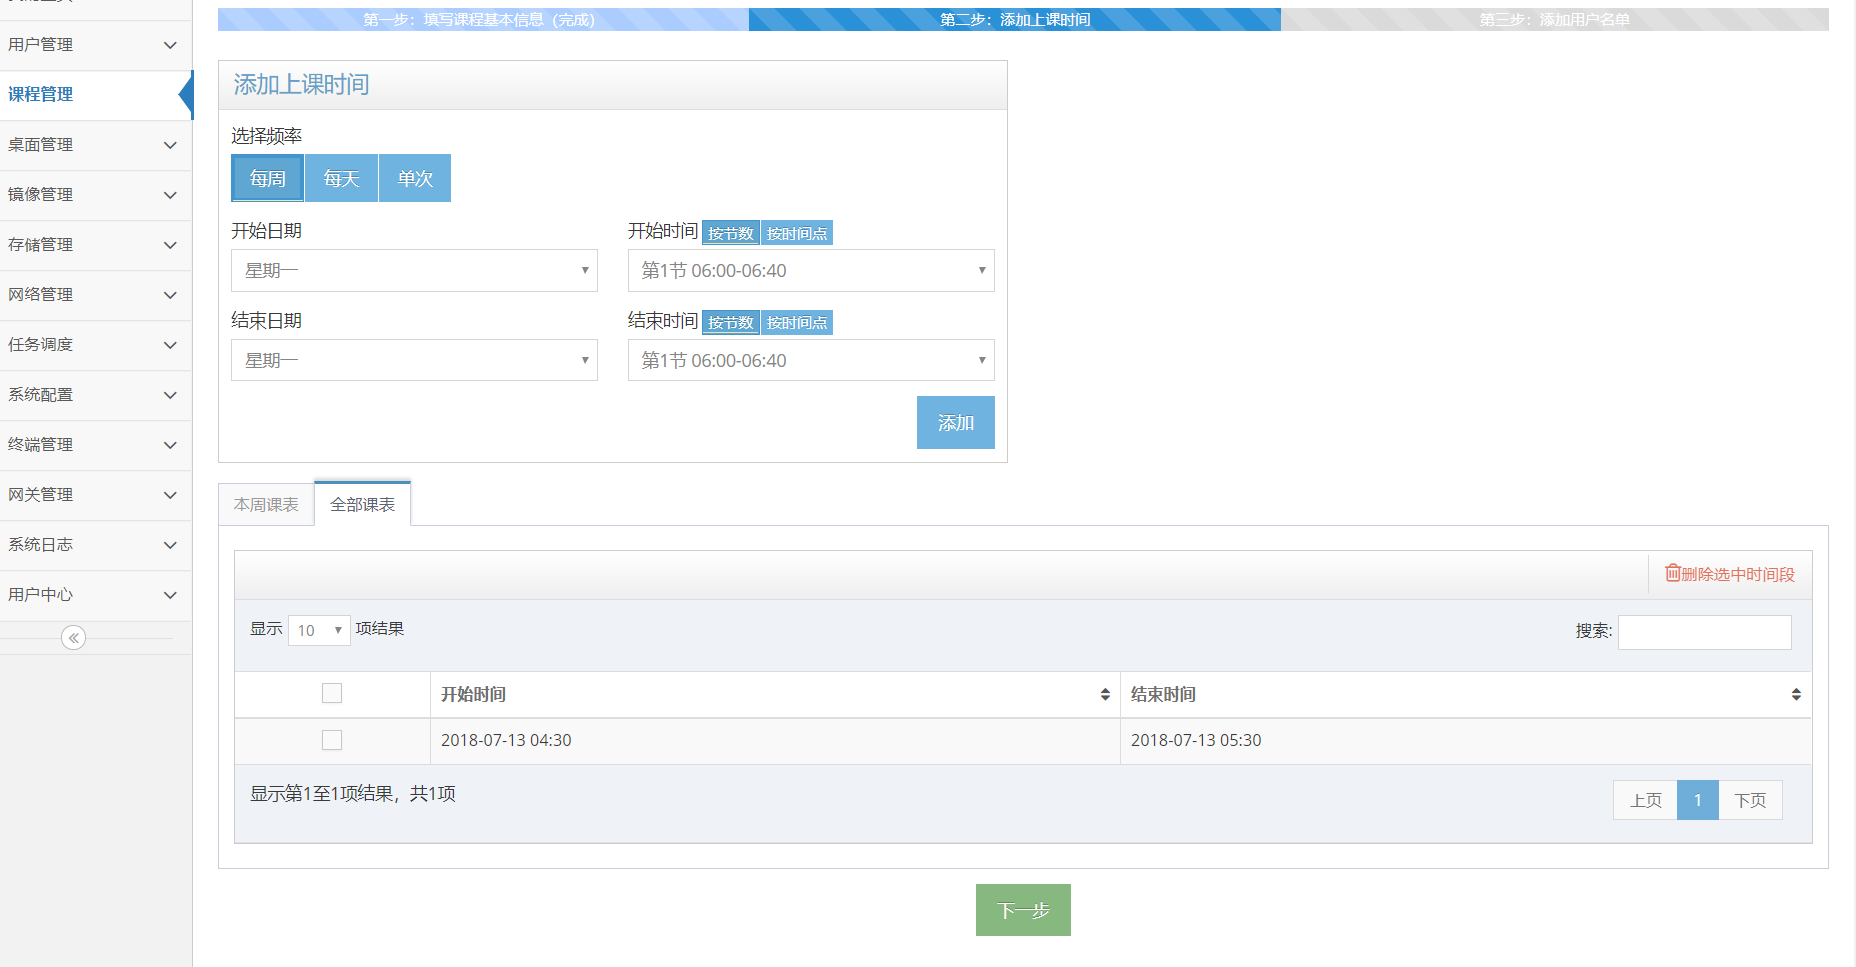 第一步：填写课程基本信息（完成）
第二步：添加上课时间
第三步：添加用户名单
用户管理
课程管理
桌面管理
镜像管理
存储管理
网络管理
任务调度
系统配置
终端管理
网关管理
系统日志
用户中心
添加上课时间
选择频率
每周 每天 单次
开始日期
星期一
开始时间 按节数 按时间点
第1节 06:00-06:40
结束日期
星期一
结束时间 按节数 按时间点
第1节 06:00-06:40
添加
本周课表 全部课表
删除选中时间段
显示 10 项结果
搜索:
开始时间 结束时间
2018-07-13 04:30 2018-07-13 05:30
显示第1至1项结果，共1项
上页 1 下页
下一步